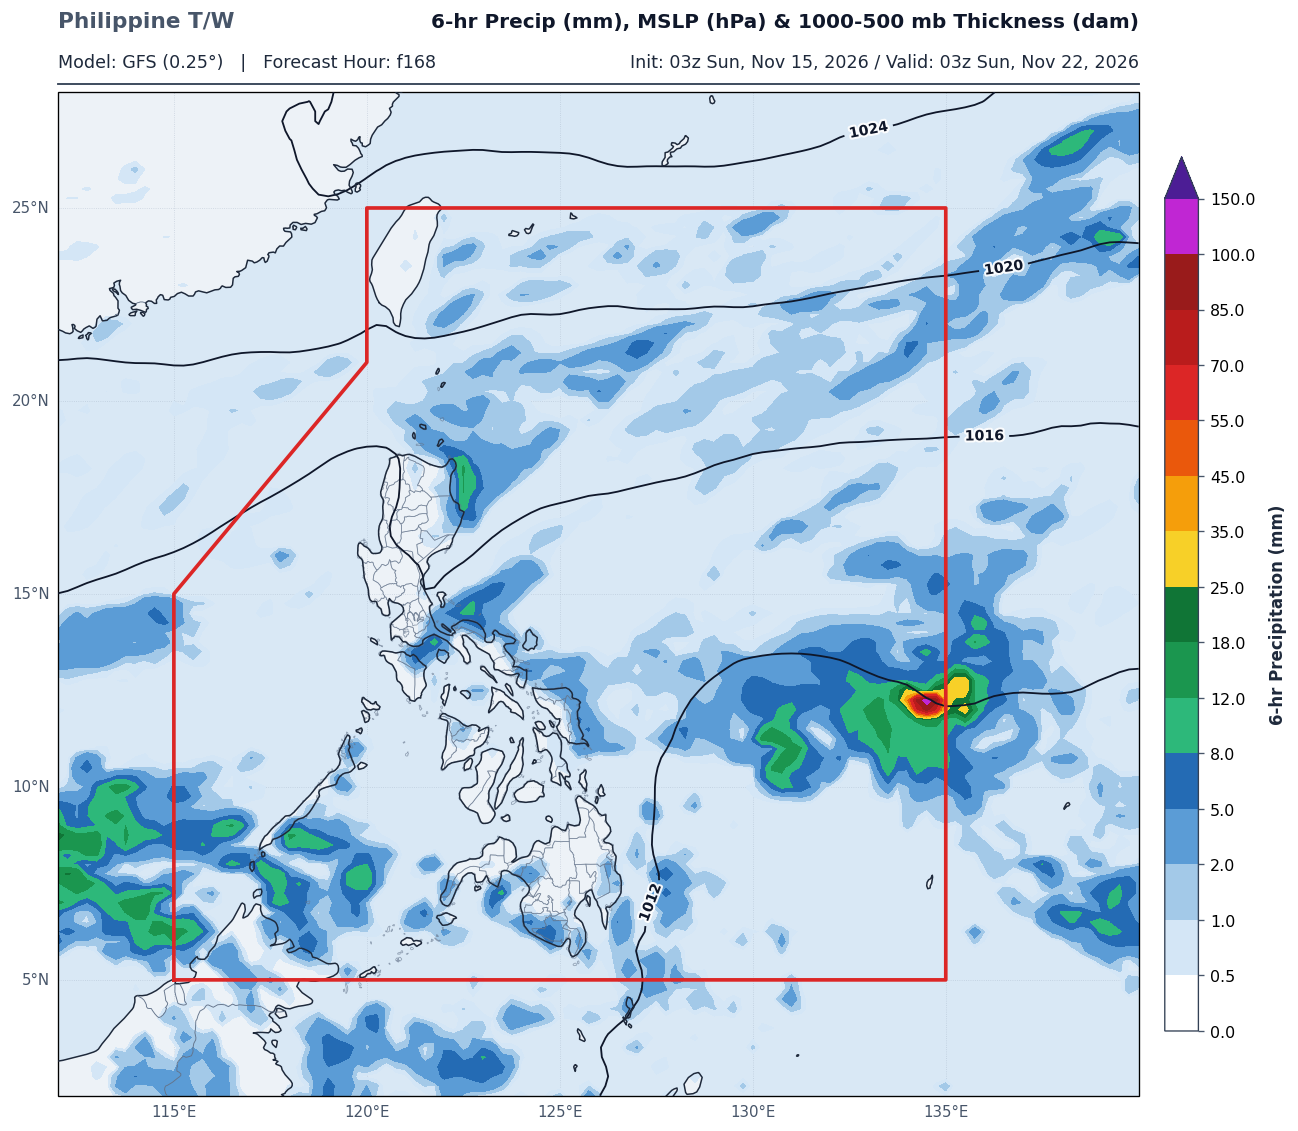 Philippine T/W
6-hr Precip (mm), MSLP (hPa) & 1000-500 mb Thickness (dam)
Model: GFS (0.25°)   |   Forecast Hour: f168
Init: 03z Sun, Nov 15, 2026 / Valid: 03z Sun, Nov 22, 2026
1024
1020
1016
1012
25°N
20°N
15°N
10°N
5°N
115°E
120°E
125°E
130°E
135°E
150.0
100.0
85.0
70.0
55.0
45.0
35.0
25.0
18.0
12.0
8.0
5.0
2.0
1.0
0.5
0.0
6-hr Precipitation (mm)